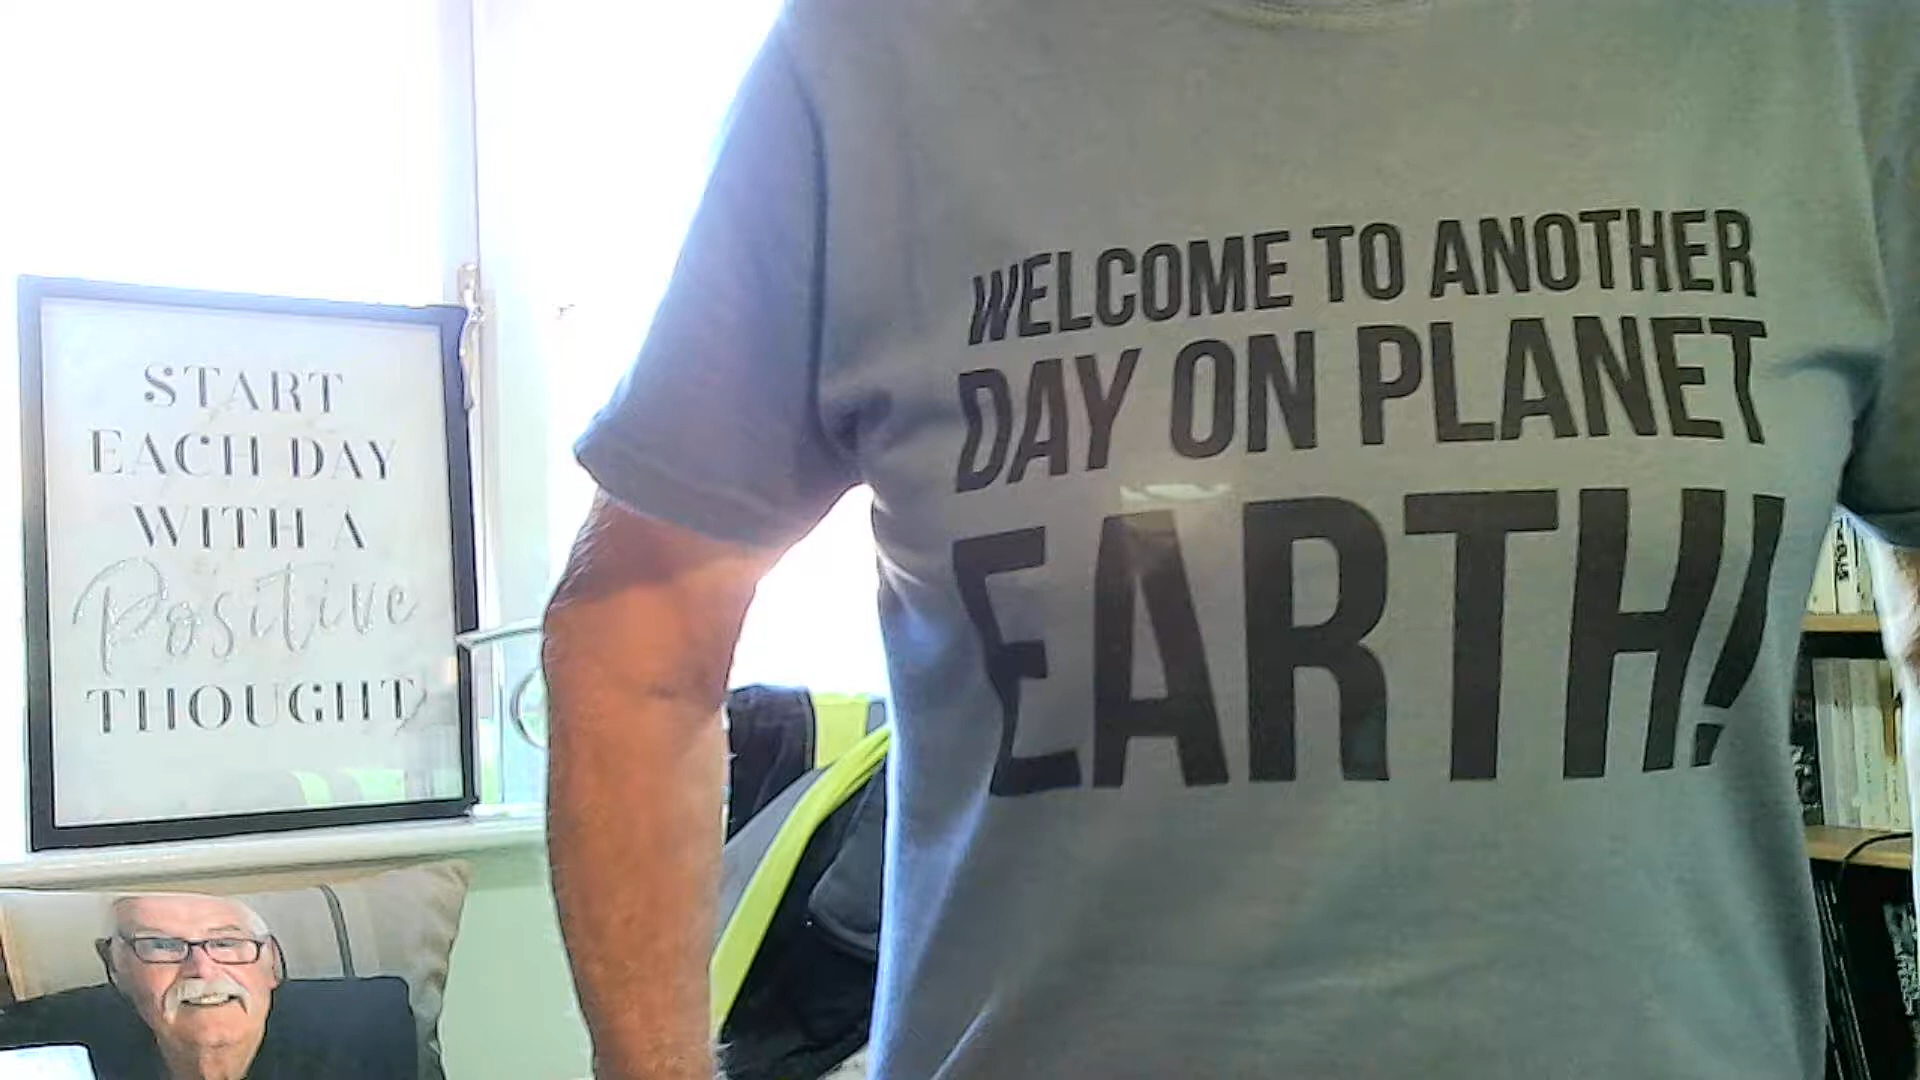 START
EACH DAY
WITH A
Positive
THOUGHT
WELCOME TO ANOTHER
DAY ON PLANET
EARTH!